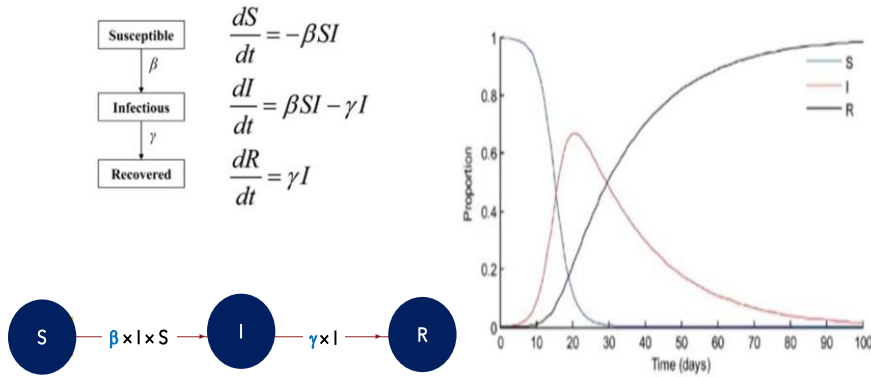 Susceptible
β
Infectious
γ
Recovered
dS/dt = −βSI
dI/dt = βSI − γI
dR/dt = γI
S
β × I × S
I
γ × I
R
Proportion
1
0.8
0.6
0.4
0.2
0
0 10 20 30 40 50 60 70 80 90 100
Time (days)
S
I
R